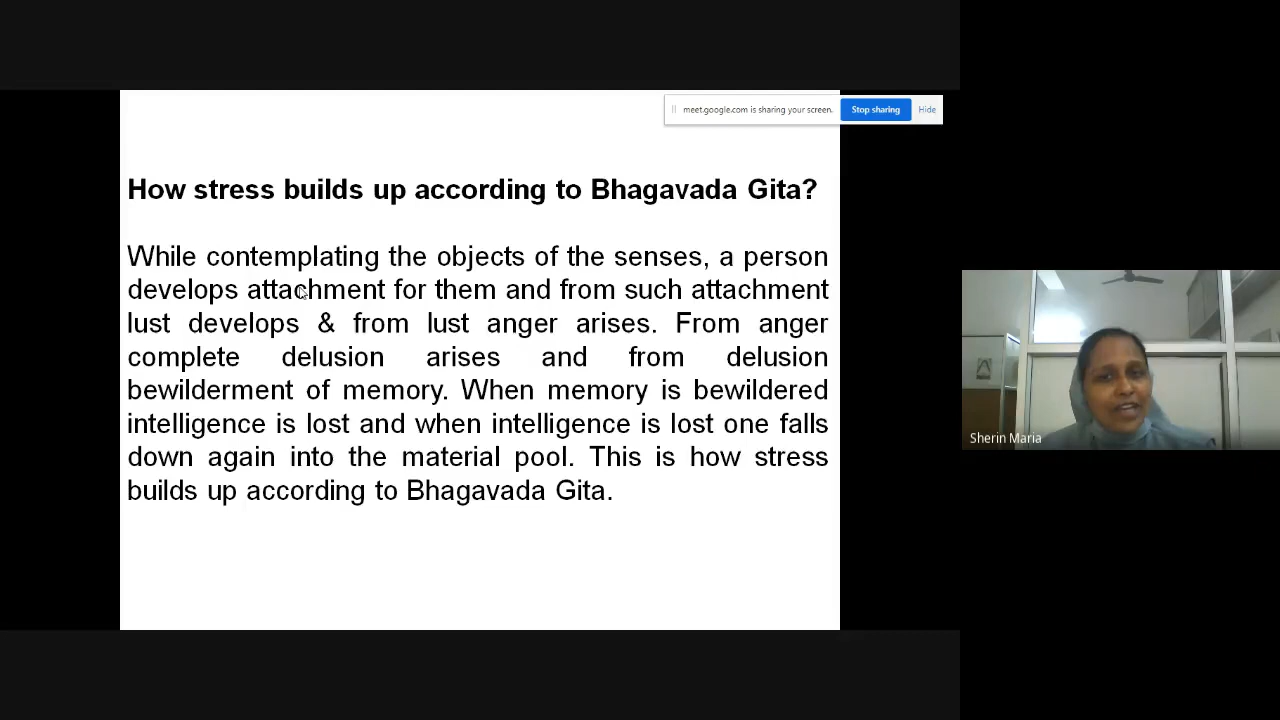 meet.google.com is sharing your screen.
Stop sharing
Hide
How stress builds up according to Bhagavada Gita?
While contemplating the objects of the senses, a person
develops attachment for them and from such attachment
lust develops & from lust anger arises. From anger
complete delusion arises and from delusion
bewilderment of memory. When memory is bewildered
intelligence is lost and when intelligence is lost one falls
down again into the material pool. This is how stress
builds up according to Bhagavada Gita.
Sherin Maria